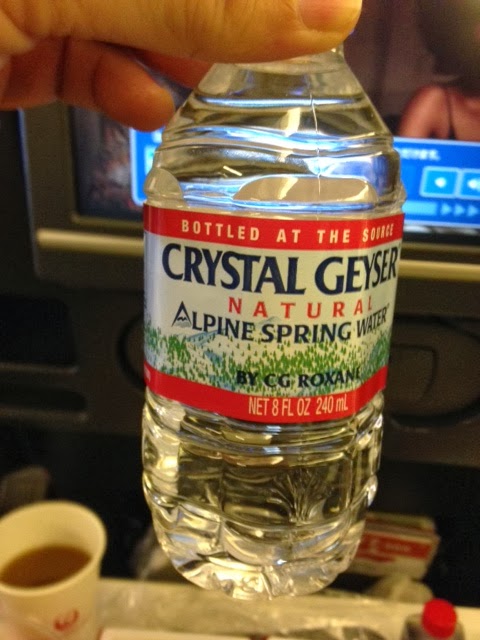 BOTTLED AT THE SOURCE
CRYSTAL GEYSER
NATURAL
ALPINE SPRING WATER
BY CG ROXANE
NET 8 FL OZ 240 mL